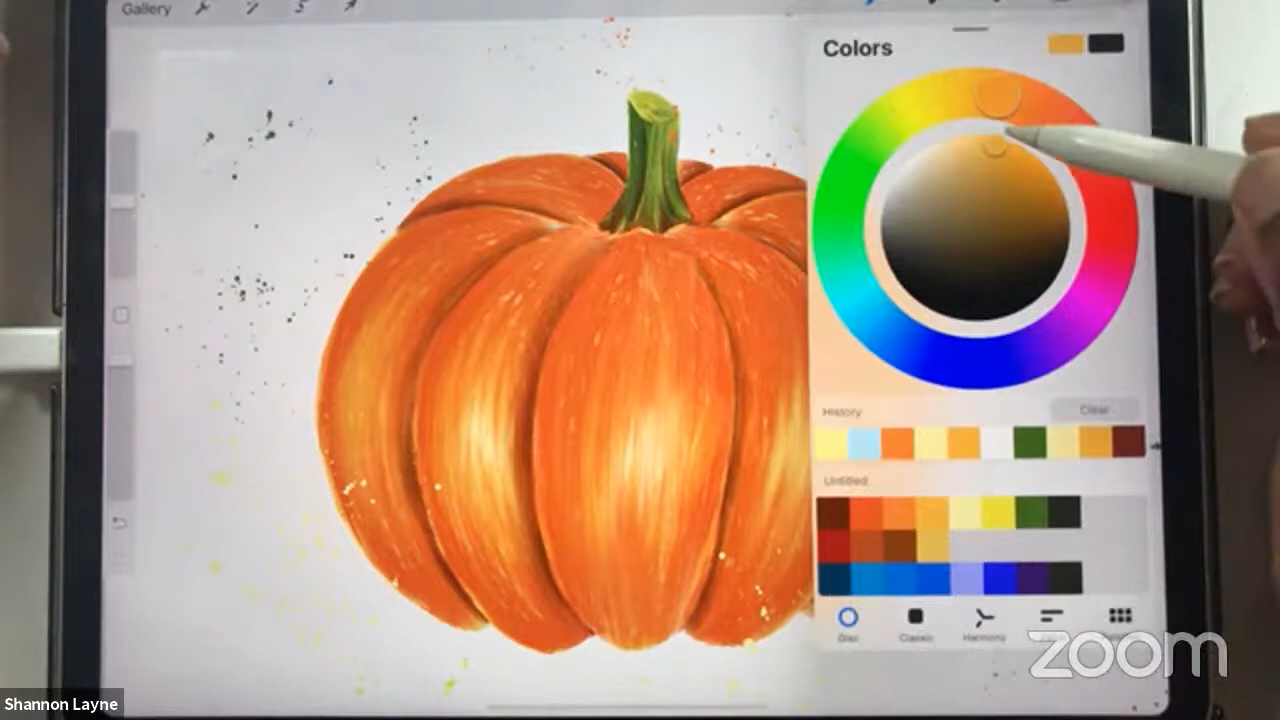 Gallery
Colors
History
Clear
Untitled
Disc
Classic
Harmony
zoom
Shannon Layne